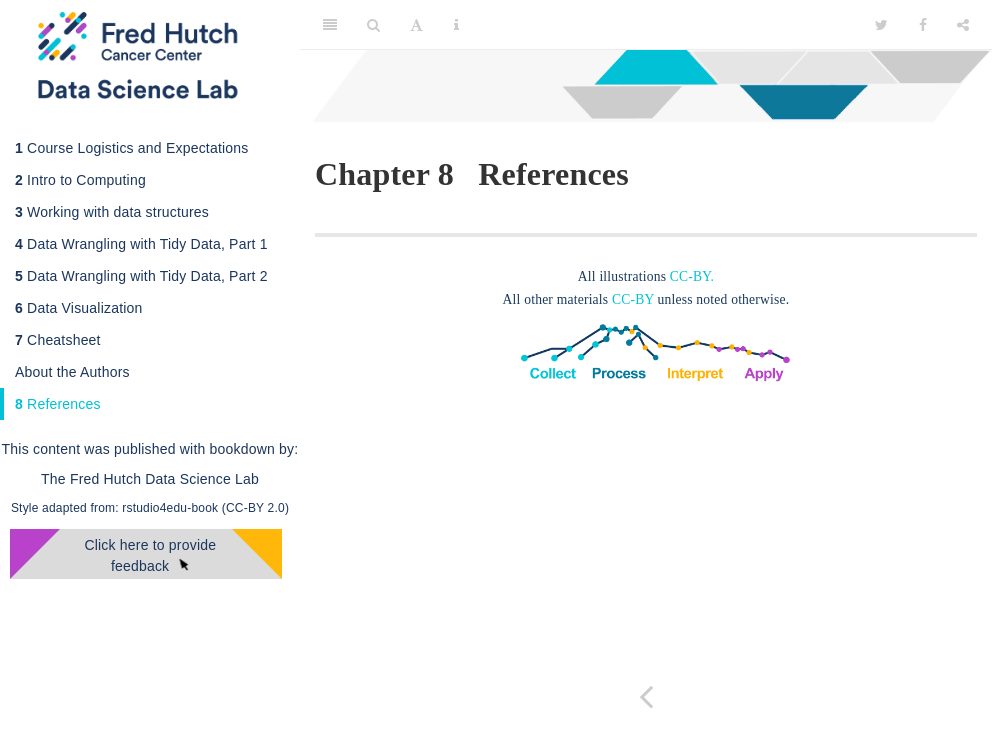 Fred Hutch
Cancer Center
Data Science Lab
1 Course Logistics and Expectations
2 Intro to Computing
3 Working with data structures
4 Data Wrangling with Tidy Data, Part 1
5 Data Wrangling with Tidy Data, Part 2
6 Data Visualization
7 Cheatsheet
About the Authors
8 References
This content was published with bookdown by:
The Fred Hutch Data Science Lab
Style adapted from: rstudio4edu-book (CC-BY 2.0)
Click here to provide
feedback
Chapter 8 References
All illustrations CC-BY.
All other materials CC-BY unless noted otherwise.
Collect Process Interpret Apply